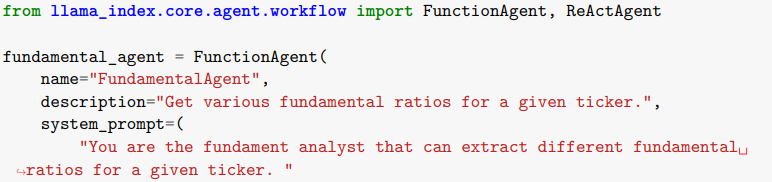 from llama_index.core.agent.workflow import FunctionAgent, ReActAgent
fundamental_agent = FunctionAgent(
    name="FundamentalAgent",
    description="Get various fundamental ratios for a given ticker.",
    system_prompt=(
        "You are the fundament analyst that can extract different fundamental␣
↪ratios for a given ticker. "